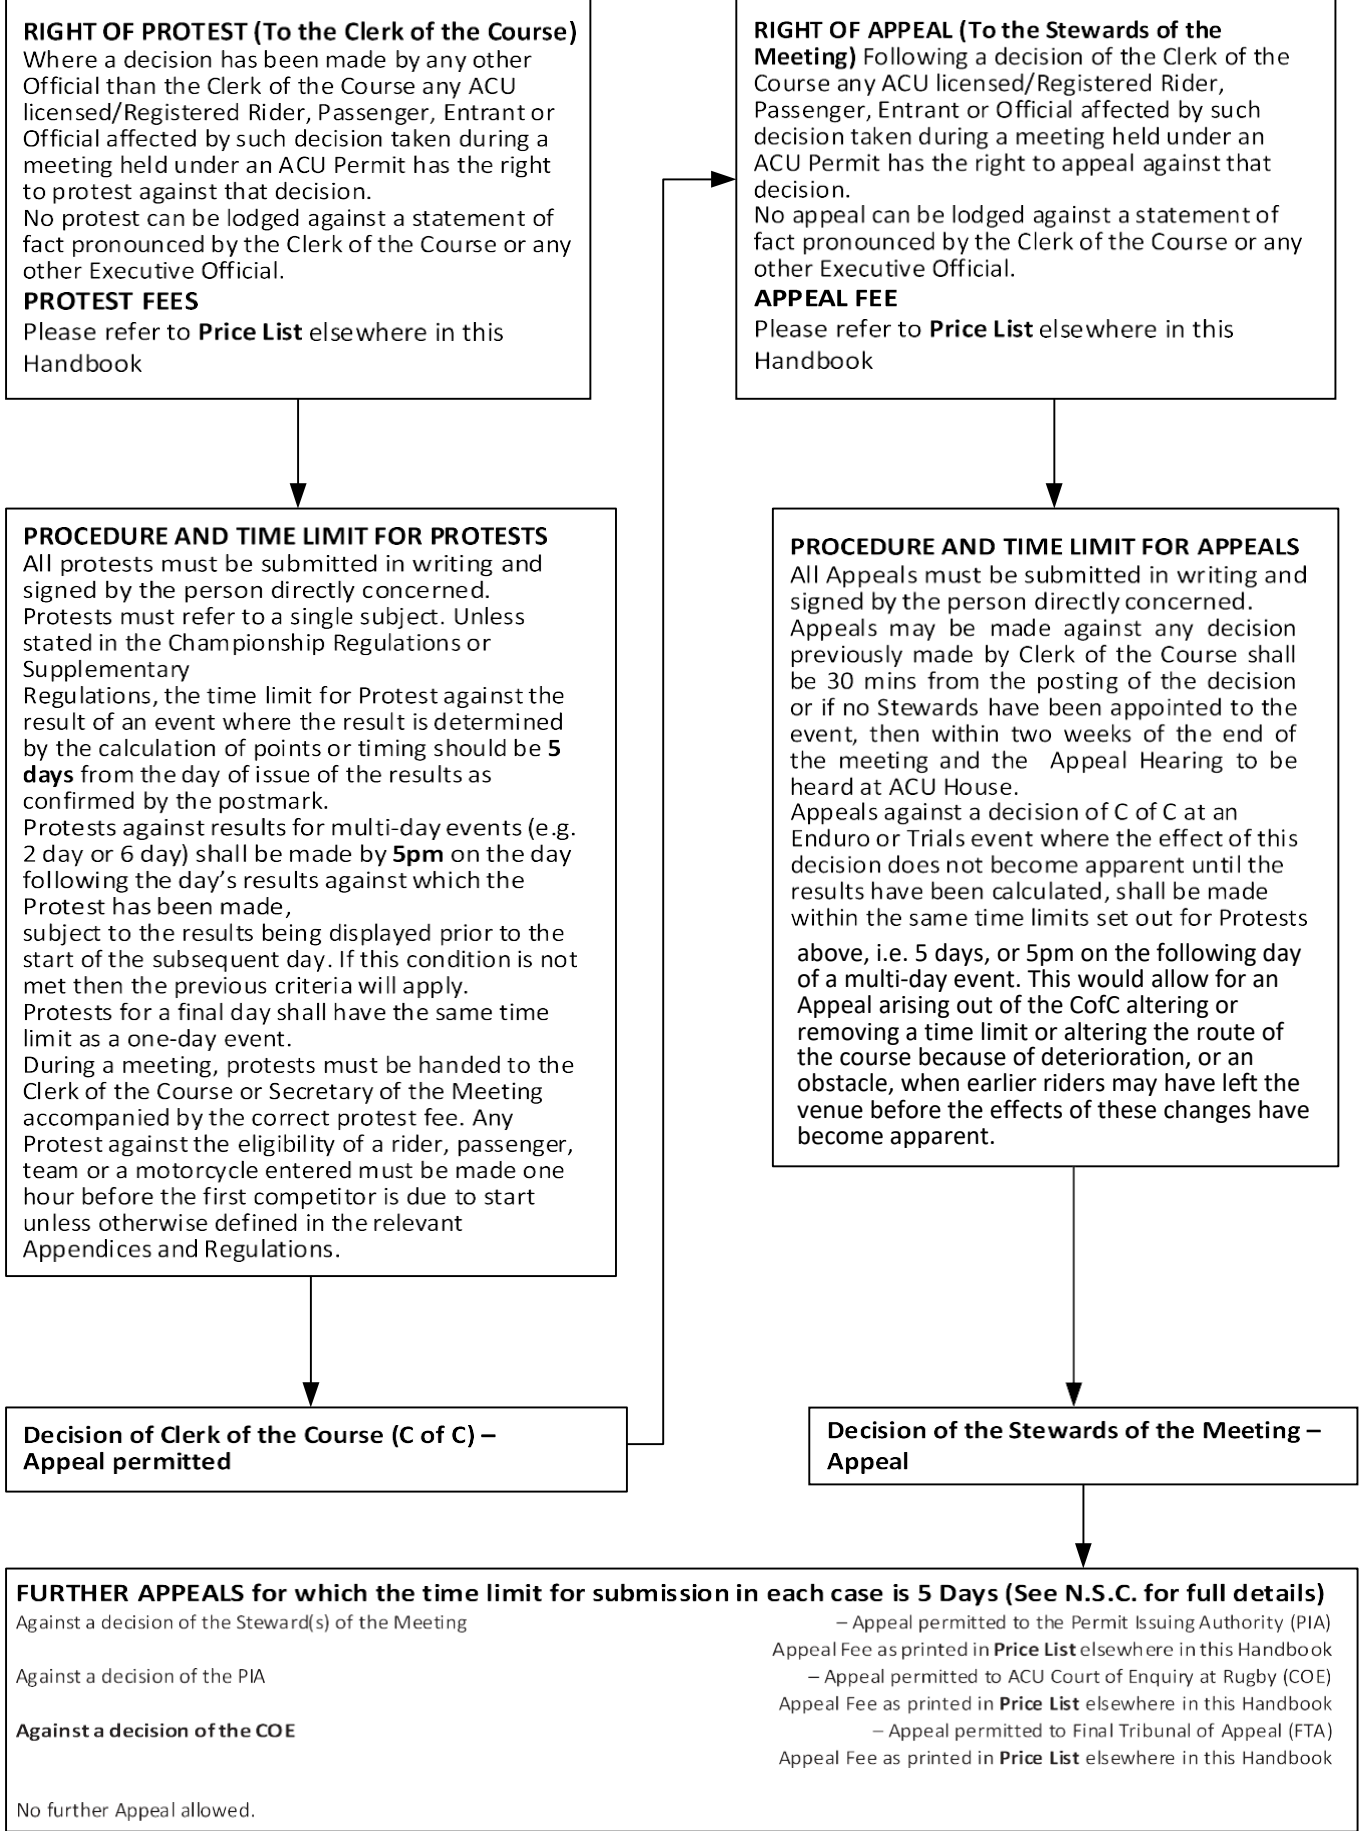 RIGHT OF PROTEST (To the Clerk of the Course)
Where a decision has been made by any other
Official than the Clerk of the Course any ACU
licensed/Registered Rider, Passenger, Entrant or
Official affected by such decision taken during a
meeting held under an ACU Permit has the right
to protest against that decision.
No protest can be lodged against a statement of
fact pronounced by the Clerk of the Course or any
other Executive Official.
PROTEST FEES
Please refer to Price List elsewhere in this
Handbook
PROCEDURE AND TIME LIMIT FOR PROTESTS
All protests must be submitted in writing and
signed by the person directly concerned.
Protests must refer to a single subject. Unless
stated in the Championship Regulations or
Supplementary
Regulations, the time limit for Protest against the
result of an event where the result is determined
by the calculation of points or timing should be 5
days from the day of issue of the results as
confirmed by the postmark.
Protests against results for multi-day events (e.g.
2 day or 6 day) shall be made by 5pm on the day
following the day's results against which the
Protest has been made,
subject to the results being displayed prior to the
start of the subsequent day. If this condition is not
met then the previous criteria will apply.
Protests for a final day shall have the same time
limit as a one-day event.
During a meeting, protests must be handed to the
Clerk of the Course or Secretary of the Meeting
accompanied by the correct protest fee. Any
Protest against the eligibility of a rider, passenger,
team or a motorcycle entered must be made one
hour before the first competitor is due to start
unless otherwise defined in the relevant
Appendices and Regulations.
Decision of Clerk of the Course (C of C) –
Appeal permitted
RIGHT OF APPEAL (To the Stewards of the
Meeting) Following a decision of the Clerk of the
Course any ACU licensed/Registered Rider,
Passenger, Entrant or Official affected by such
decision taken during a meeting held under an
ACU Permit has the right to appeal against that
decision.
No appeal can be lodged against a statement of
fact pronounced by the Clerk of the Course or any
other Executive Official.
APPEAL FEE
Please refer to Price List elsewhere in this
Handbook
PROCEDURE AND TIME LIMIT FOR APPEALS
All Appeals must be submitted in writing and
signed by the person directly concerned.
Appeals may be made against any decision
previously made by Clerk of the Course shall
be 30 mins from the posting of the decision
or if no Stewards have been appointed to the
event, then within two weeks of the end of
the meeting and the Appeal Hearing to be
heard at ACU House.
Appeals against a decision of C of C at an
Enduro or Trials event where the effect of this
decision does not become apparent until the
results have been calculated, shall be made
within the same time limits set out for Protests
above, i.e. 5 days, or 5pm on the following day
of a multi-day event. This would allow for an
Appeal arising out of the CofC altering or
removing a time limit or altering the route of
the course because of deterioration, or an
obstacle, when earlier riders may have left the
venue before the effects of these changes have
become apparent.
Decision of the Stewards of the Meeting –
Appeal
FURTHER APPEALS for which the time limit for submission in each case is 5 Days (See N.S.C. for full details)
Against a decision of the Steward(s) of the Meeting – Appeal permitted to the Permit Issuing Authority (PIA)
Appeal Fee as printed in Price List elsewhere in this Handbook
Against a decision of the PIA – Appeal permitted to ACU Court of Enquiry at Rugby (COE)
Appeal Fee as printed in Price List elsewhere in this Handbook
Against a decision of the COE – Appeal permitted to Final Tribunal of Appeal (FTA)
Appeal Fee as printed in Price List elsewhere in this Handbook
No further Appeal allowed.